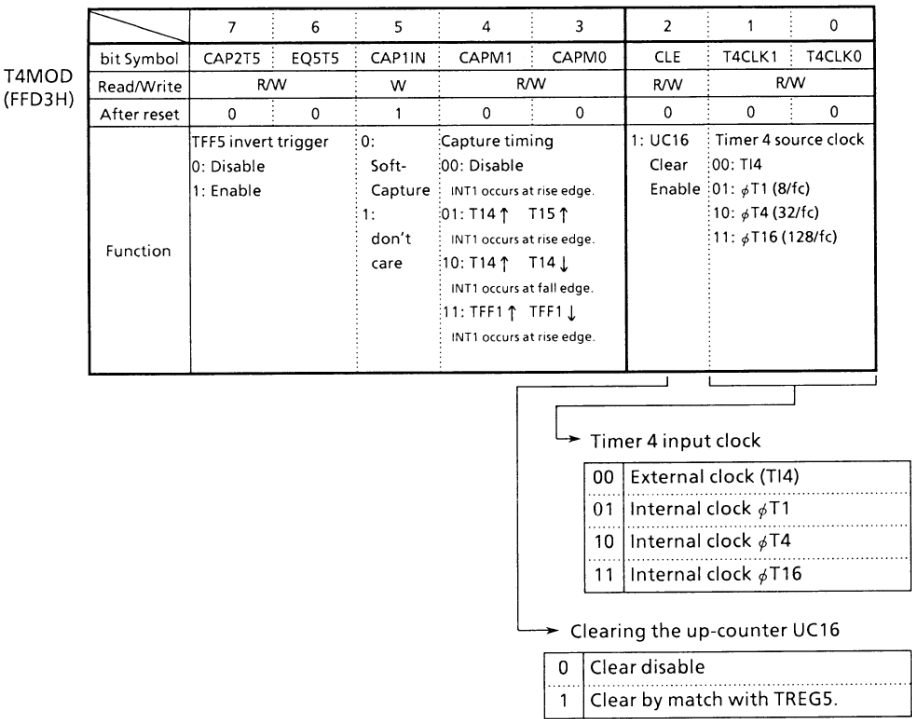 7 6 5 4 3 2 1 0
bit Symbol CAP2T5 EQ5T5 CAP1IN CAPM1 CAPM0 CLE T4CLK1 T4CLK0
T4MOD
(FFD3H)
Read/Write R/W W R/W R/W R/W
After reset 0 0 1 0 0 0 0 0
Function
TFF5 invert trigger
0: Disable
1: Enable
0:
Soft-
Capture
1:
don't
care
Capture timing
00: Disable
INT1 occurs at rise edge.
01: T14↑ T15↑
INT1 occurs at rise edge.
10: T14↑ T14↓
INT1 occurs at fall edge.
11: TFF1↑ TFF1↓
INT1 occurs at rise edge.
1: UC16
Clear
Enable
Timer 4 source clock
00: TI4
01: ϕT1 (8/fc)
10: ϕT4 (32/fc)
11: ϕT16 (128/fc)
Timer 4 input clock
00 External clock (TI4)
01 Internal clock ϕT1
10 Internal clock ϕT4
11 Internal clock ϕT16
Clearing the up-counter UC16
0 Clear disable
1 Clear by match with TREG5.